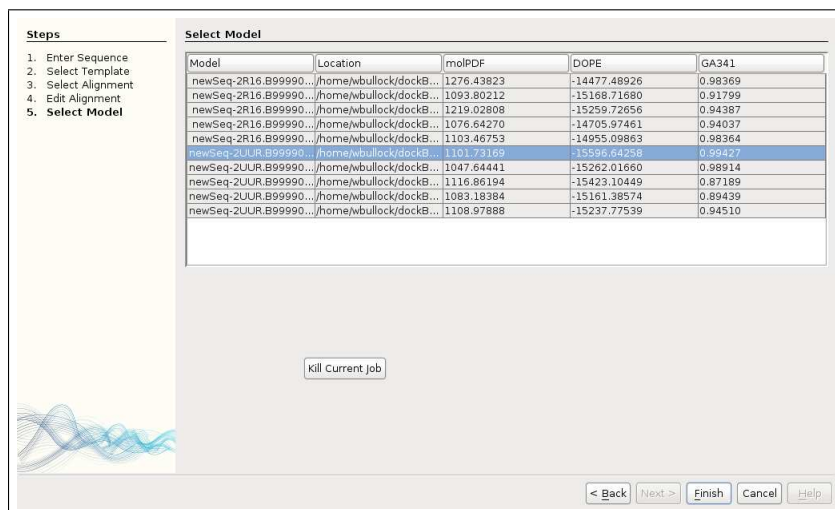 Steps
1. Enter Sequence
2. Select Template
3. Select Alignment
4. Edit Alignment
5. Select Model
Select Model
Model Location molPDF DOPE GA341
newSeq-2R16.B99990... /home/wbullock/dockB... 1276.43823 -14477.48926 0.98369
newSeq-2R16.B99990... /home/wbullock/dockB... 1093.80212 -15168.71680 0.91799
newSeq-2R16.B99990... /home/wbullock/dockB... 1219.02808 -15259.72656 0.94387
newSeq-2R16.B99990... /home/wbullock/dockB... 1076.64270 -14705.97461 0.94037
newSeq-2R16.B99990... /home/wbullock/dockB... 1103.46753 -14955.09863 0.98364
newSeq-2UUR.B99990... /home/wbullock/dockB... 1101.73169 -15596.64258 0.99427
newSeq-2UUR.B99990... /home/wbullock/dockB... 1047.64441 -15262.01660 0.98914
newSeq-2UUR.B99990... /home/wbullock/dockB... 1116.86194 -15423.10449 0.87189
newSeq-2UUR.B99990... /home/wbullock/dockB... 1083.18384 -15161.38574 0.89439
newSeq-2UUR.B99990... /home/wbullock/dockB... 1108.97888 -15237.77539 0.94510
Kill Current Job
< Back Next > Finish Cancel Help